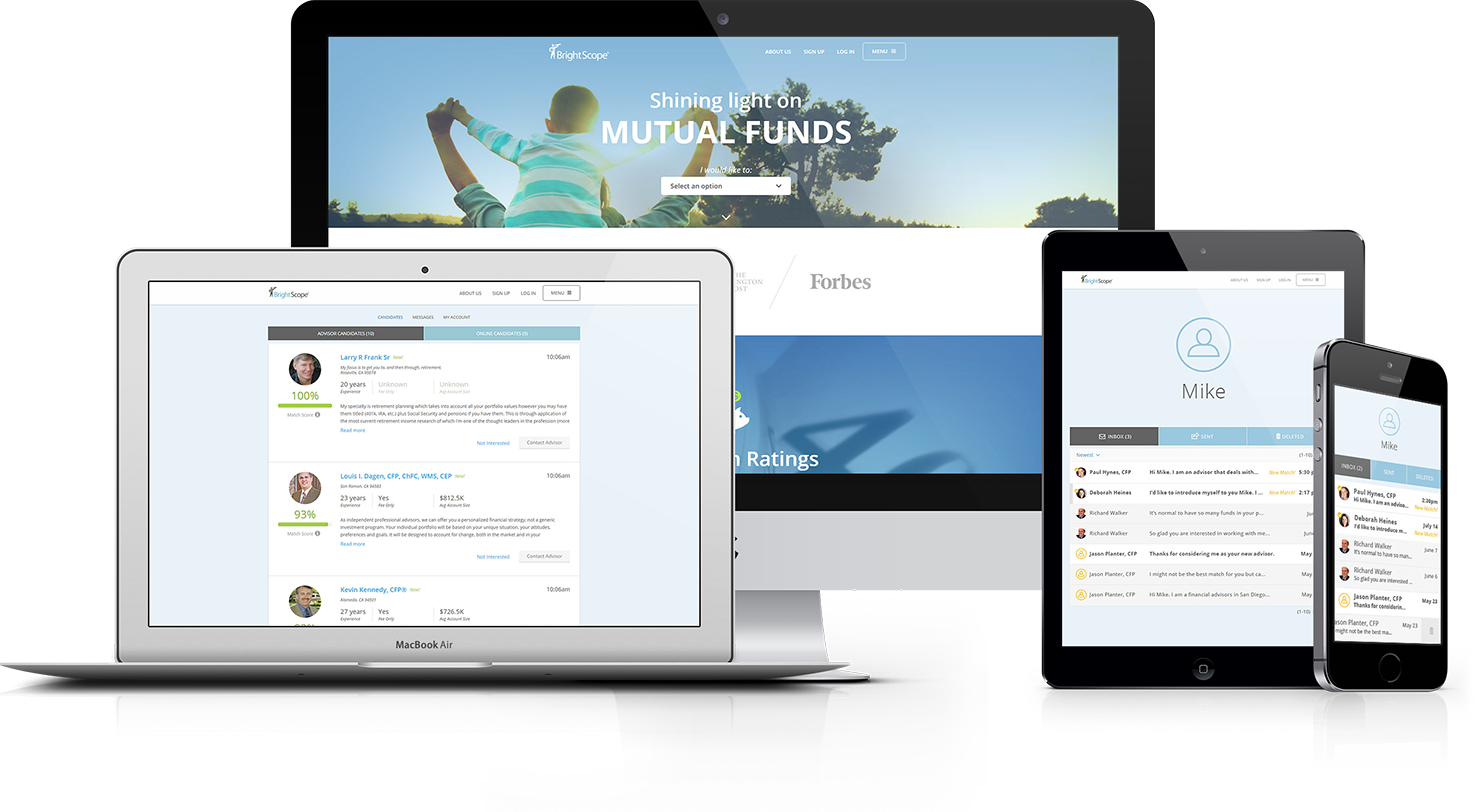 BrightScope
ABOUT US SIGN UP LOG IN MENU
Shining light on
MUTUAL FUNDS
I would like to:
Select an option
THE
Forbes
Ratings
BrightScope
ABOUT US SIGN UP LOG IN MENU
CANDIDATES MESSAGES MY ACCOUNT
ADVISOR CANDIDATES (10) ONLINE CANDIDATES (5)
Larry R Frank Sr New! 10:06am
My focus is to get you to, and then through, retirement.
Roseville, CA 95678
20 years Unknown Unknown
Experience Fee Only Avg Account Size
100%
Match Score
My specialty is retirement planning which takes into account all your portfolio values however you may have
them titled (401k, IRA, etc.) plus Social Security and pensions if you have them. This is through application of
the most current retirement income research of which I'm one of the thought leaders in the profession (more
Read more
Not Interested Contact Advisor
Louis I. Dagen, CFP, ChFC, WMS, CEP New! 10:06am
San Ramon, CA 94583
23 years Yes $812.5K
Experience Fee Only Avg Account Size
93%
Match Score
As independent professional advisors, we can offer you a personalized financial strategy, not a generic
investment program. Your individual portfolio will be based on your unique situation, your attitudes,
preferences and goals. It will be designed to account for change, both in the market and in your
Read more
Not Interested Contact Advisor
Kevin Kennedy, CFP® New! 10:06am
Alameda, CA 94501
27 years Yes $726.5K
Experience Fee Only Avg Account Size
MacBook Air
BrightScope
ABOUT US SIGN UP LOG IN MENU
Mike
INBOX (3) SENT DELETED
Newest (1-10)
Paul Hynes, CFP Hi Mike. I am an advisor that deals with... New Match! 5:30
Deborah Heines I'd like to introduce myself to you Mike. I ... New Match! 2:17
Richard Walker It's normal to have so many funds in your p...
Richard Walker So glad you are interested in working with me...
Jason Planter, CFP Thanks for considering me as your new advisor. May
Jason Planter, CFP I might not be the best match for you but ca... May
Jason Planter, CFP Hi Mike. I am a financial advisors in San Diego... May
(1-10)
Mike
INBOX (2) SENT DELETED
Paul Hynes, CFP 2:30pm
Hi Mike. I am an adviso... New Match!
Deborah Heines July 14
I'd like to introduce m... New Match!
Richard Walker June 7
It's normal to have so man...
Richard Walker June 6
So glad you are interested ...
Jason Planter, CFP May 23
Thanks for considerin...
Jason Planter, CFP May 23
might not be the best ma...